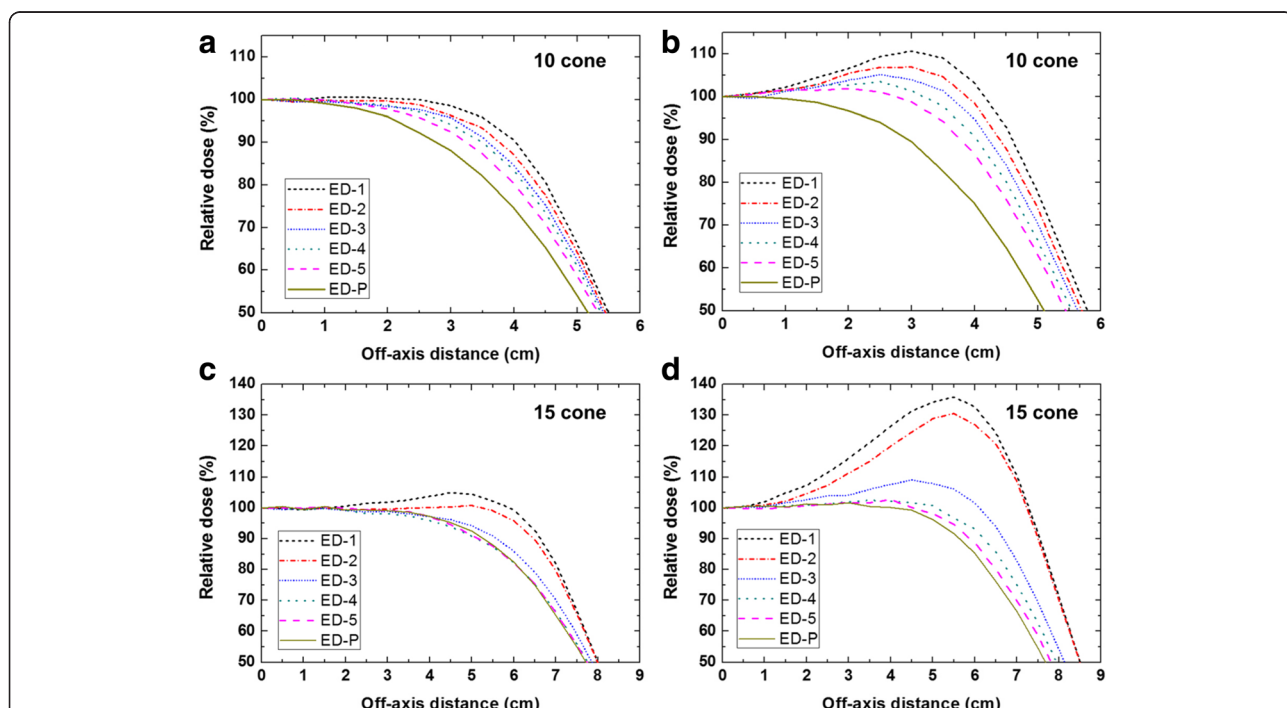 a
10 cone
Relative dose (%)
110
100
90
80
70
60
50
ED-1
ED-2
ED-3
ED-4
ED-5
ED-P
0 1 2 3 4 5 6
Off-axis distance (cm)
b
10 cone
Relative dose (%)
110
100
90
80
70
60
50
ED-1
ED-2
ED-3
ED-4
ED-5
ED-P
0 1 2 3 4 5 6
Off-axis distance (cm)
c
15 cone
Relative dose (%)
140
130
120
110
100
90
80
70
60
50
ED-1
ED-2
ED-3
ED-4
ED-5
ED-P
0 1 2 3 4 5 6 7 8 9
Off-axis distance (cm)
d
15 cone
Relative dose (%)
140
130
120
110
100
90
80
70
60
50
ED-1
ED-2
ED-3
ED-4
ED-5
ED-P
0 1 2 3 4 5 6 7 8 9
Off-axis distance (cm)